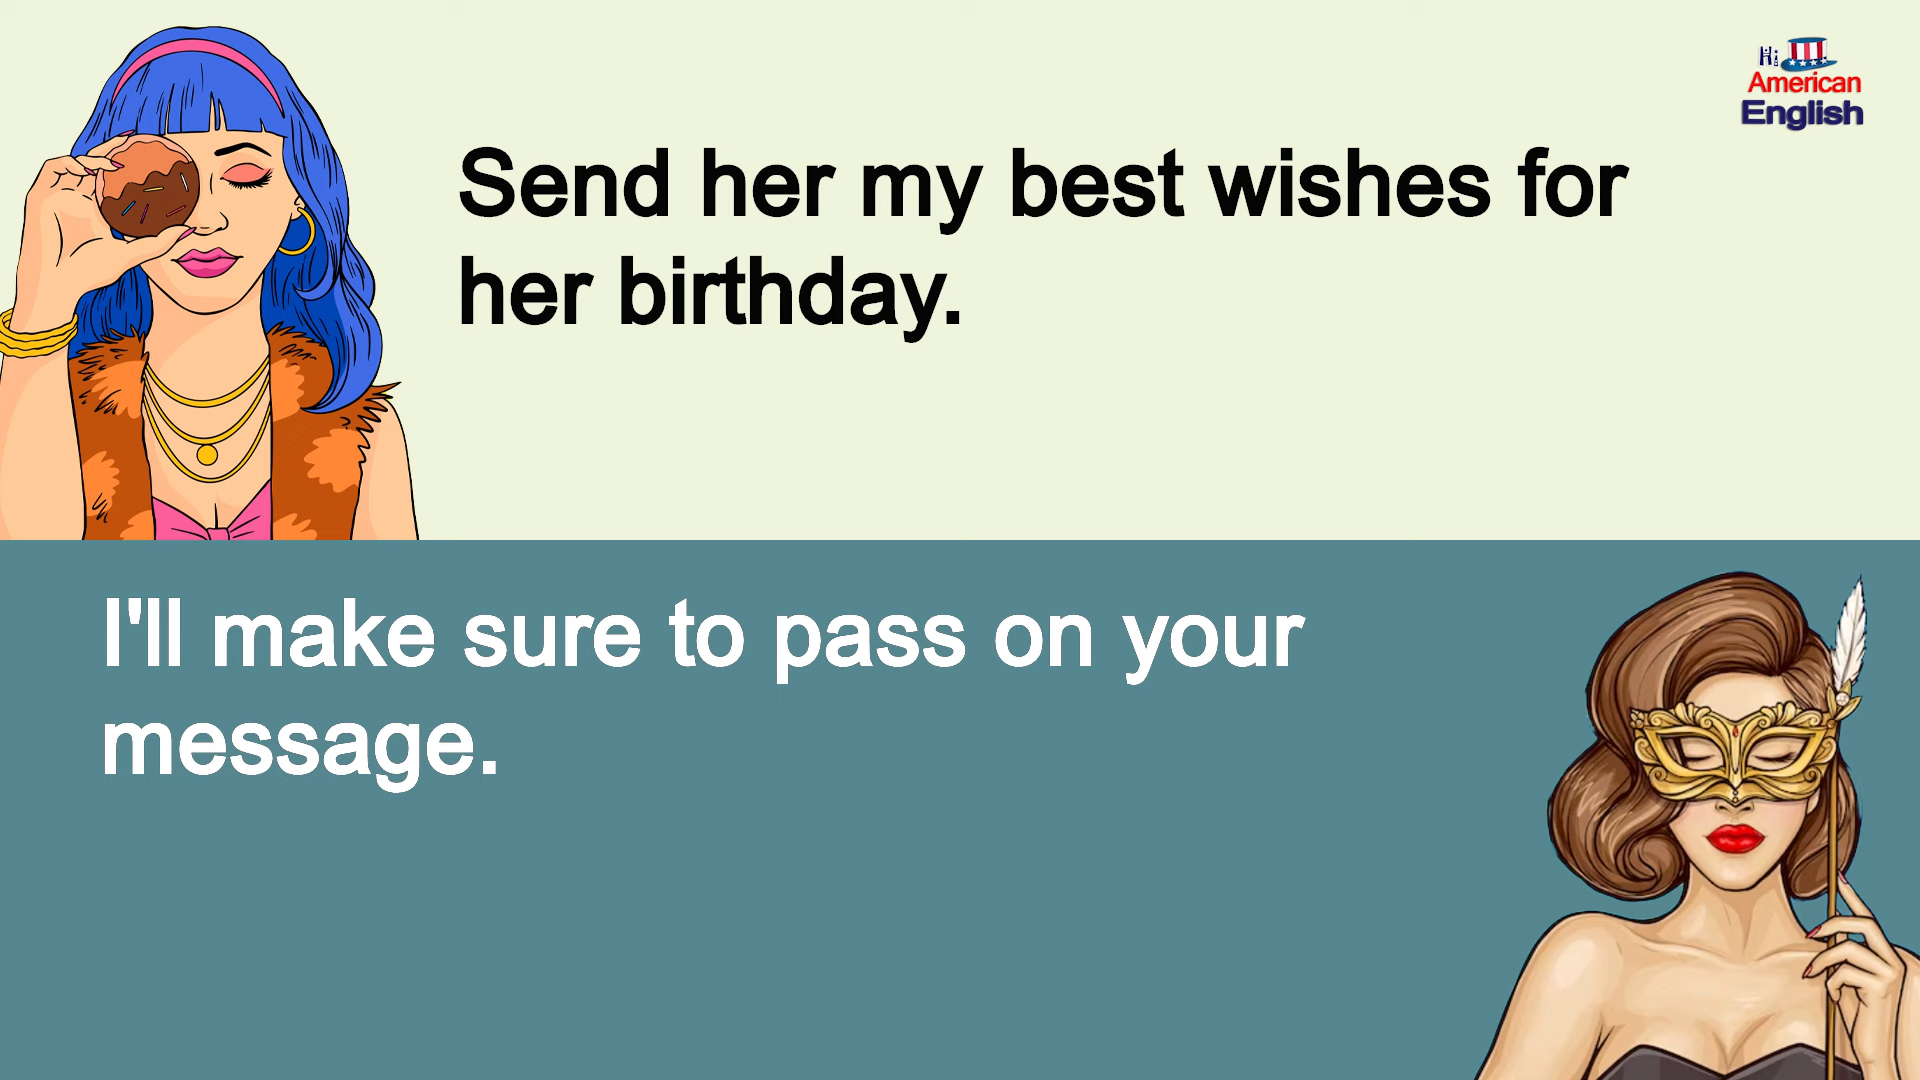 Hi
American
English
Send her my best wishes for
her birthday.
I'll make sure to pass on your
message.